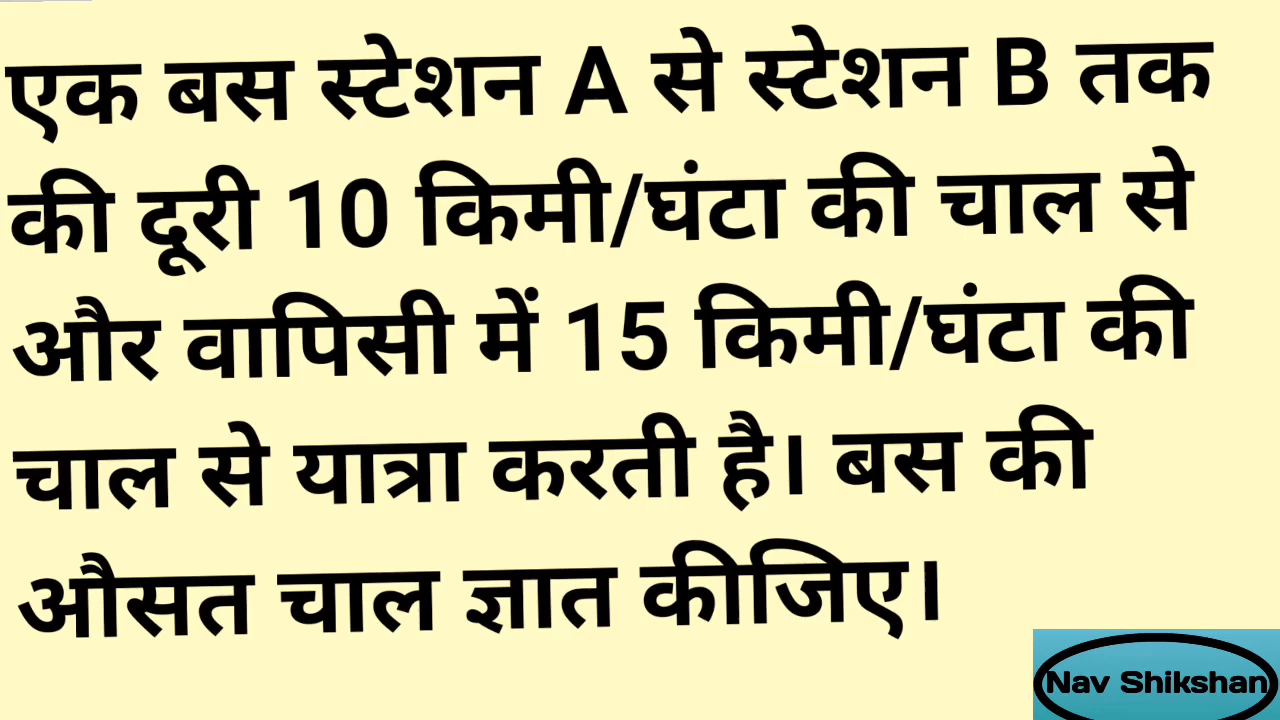 एक बस स्टेशन A से स्टेशन B तक
की दूरी 10 किमी/घंटा की चाल से
और वापिसी में 15 किमी/घंटा की
चाल से यात्रा करती है। बस की
औसत चाल ज्ञात कीजिए।
Nav Shikshan